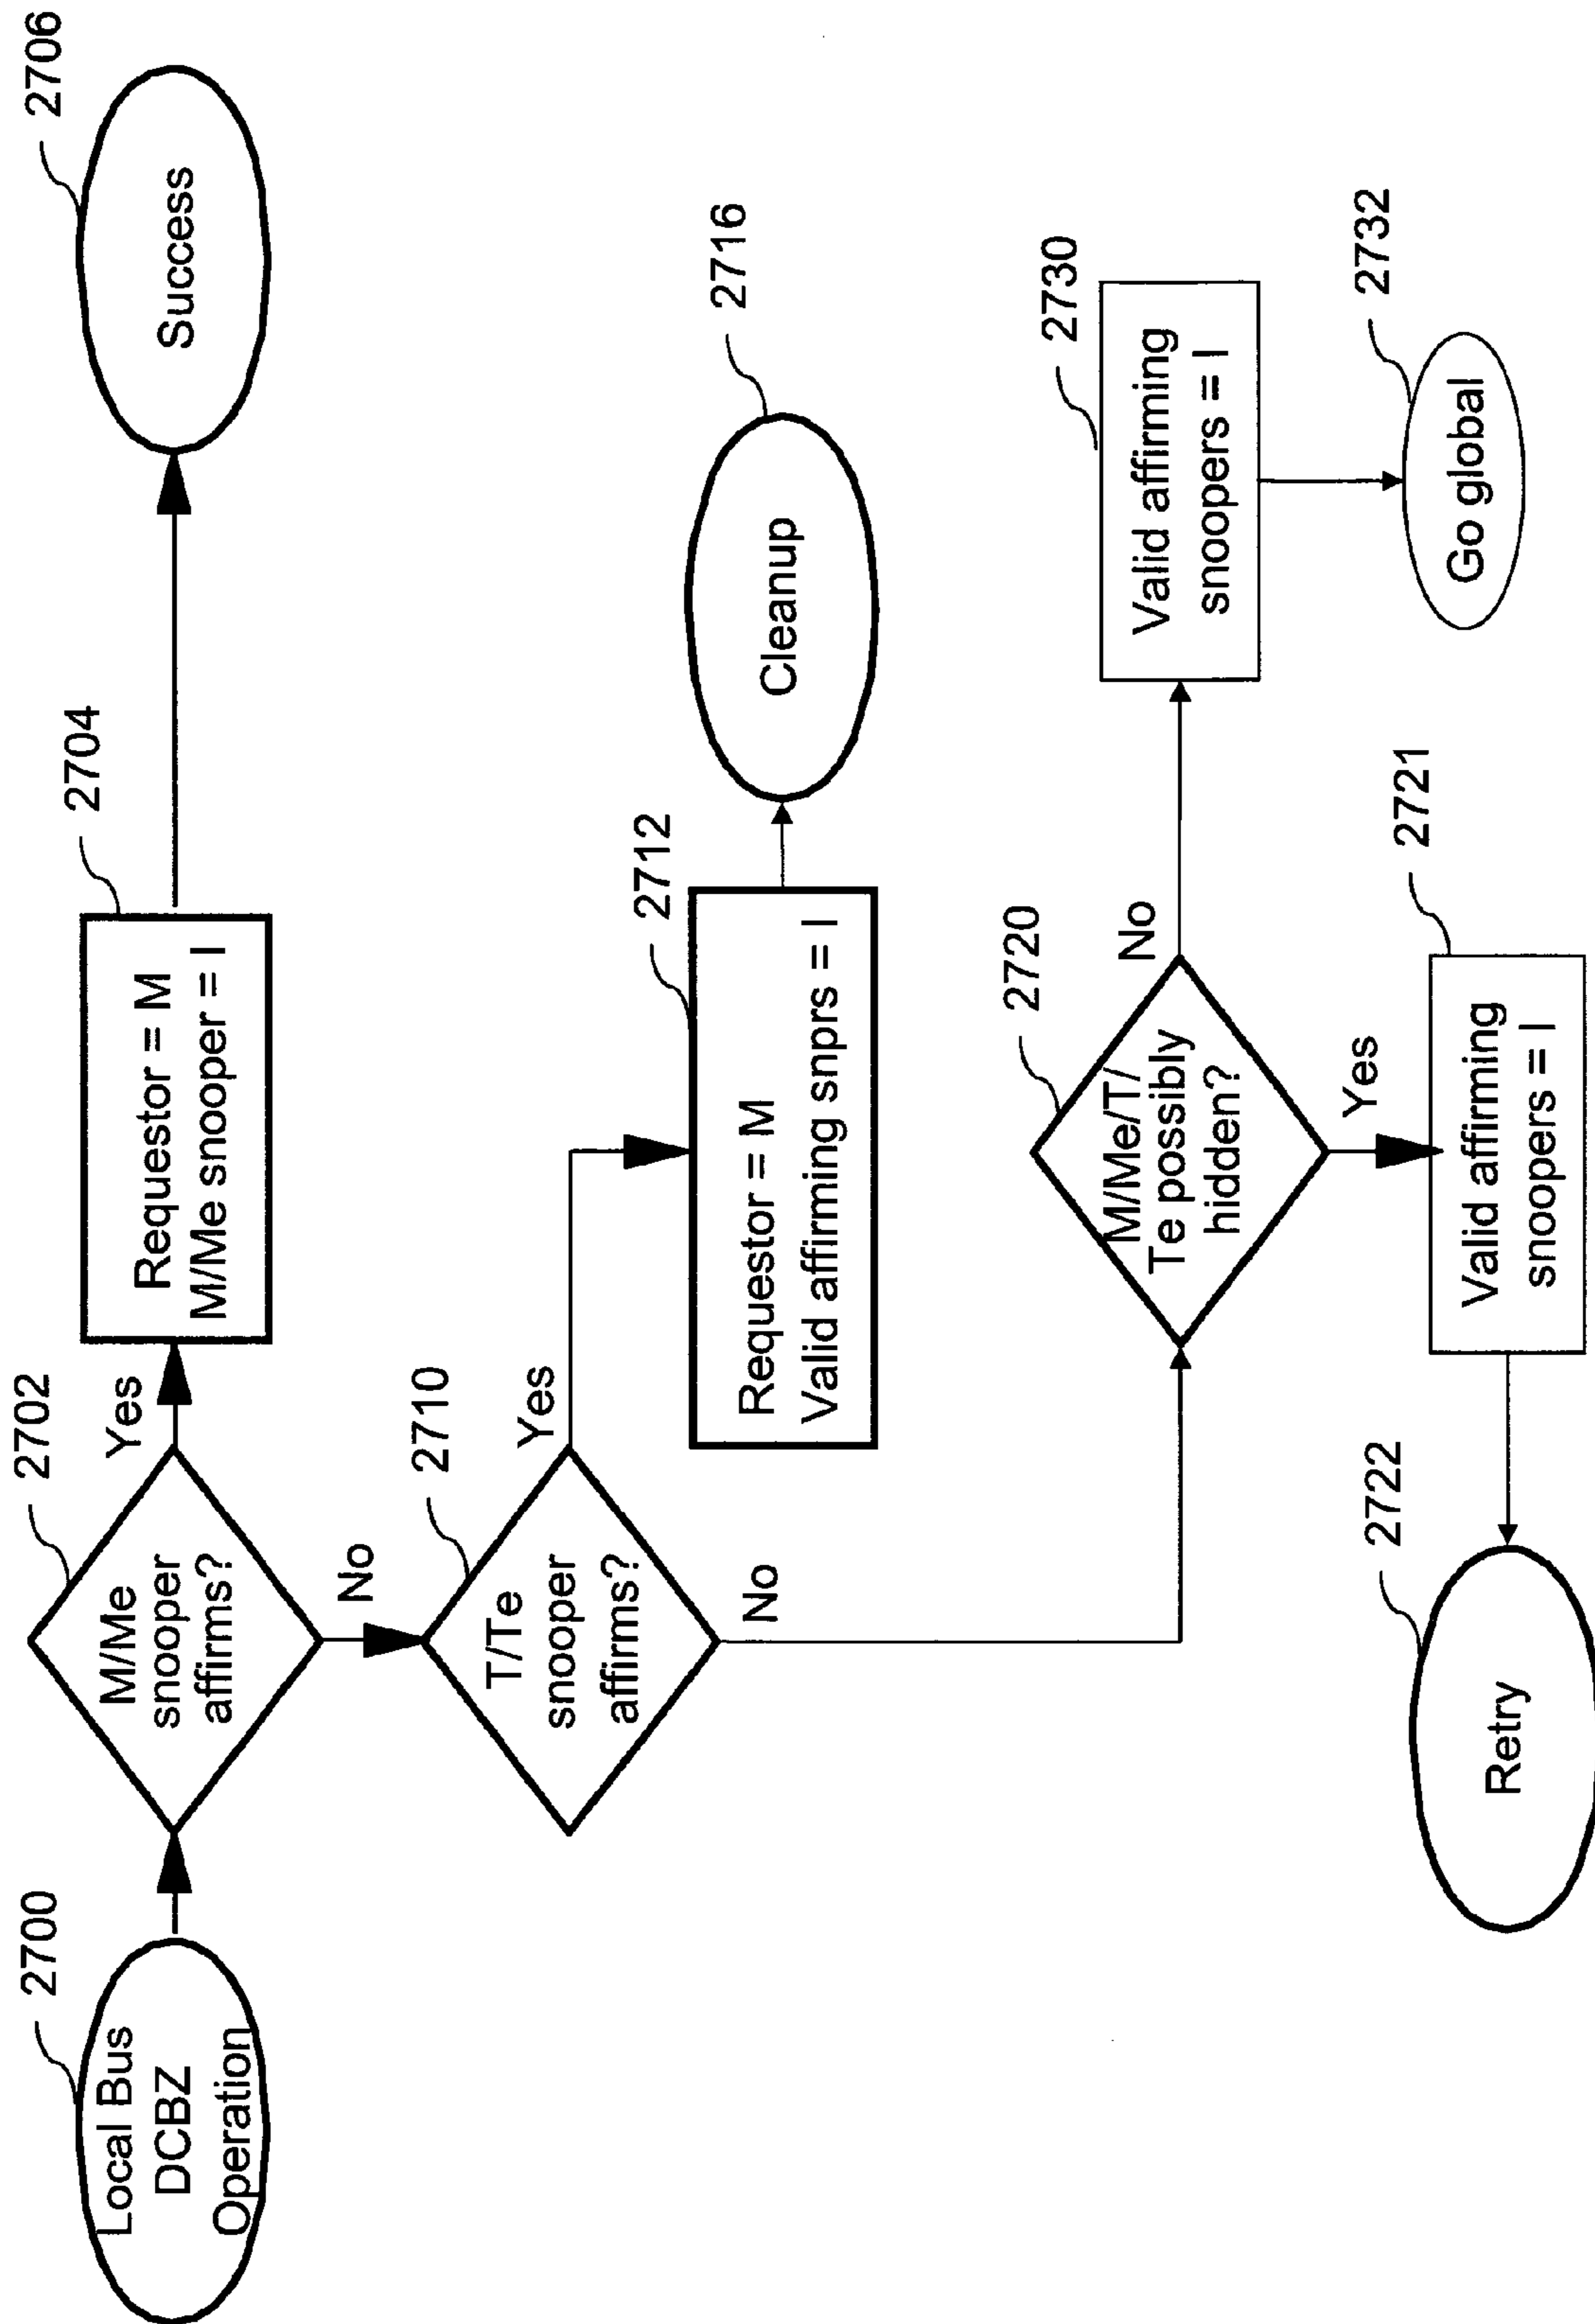 2700
Local Bus
DCBZ
Operation
2702
M/Me
snooper
affirms?
Yes
No
2704
Requestor = M
M/Me snooper = I
2706
Success
2710
T/Te
snooper
affirms?
Yes
No
2712
Requestor = M
Valid affirming snprs = I
2716
Cleanup
2720
M/Me/T/
Te possibly
hidden?
No
Yes
2730
Valid affirming
snoopers = I
2732
Go global
2721
Valid affirming
snoopers = I
2722
Retry